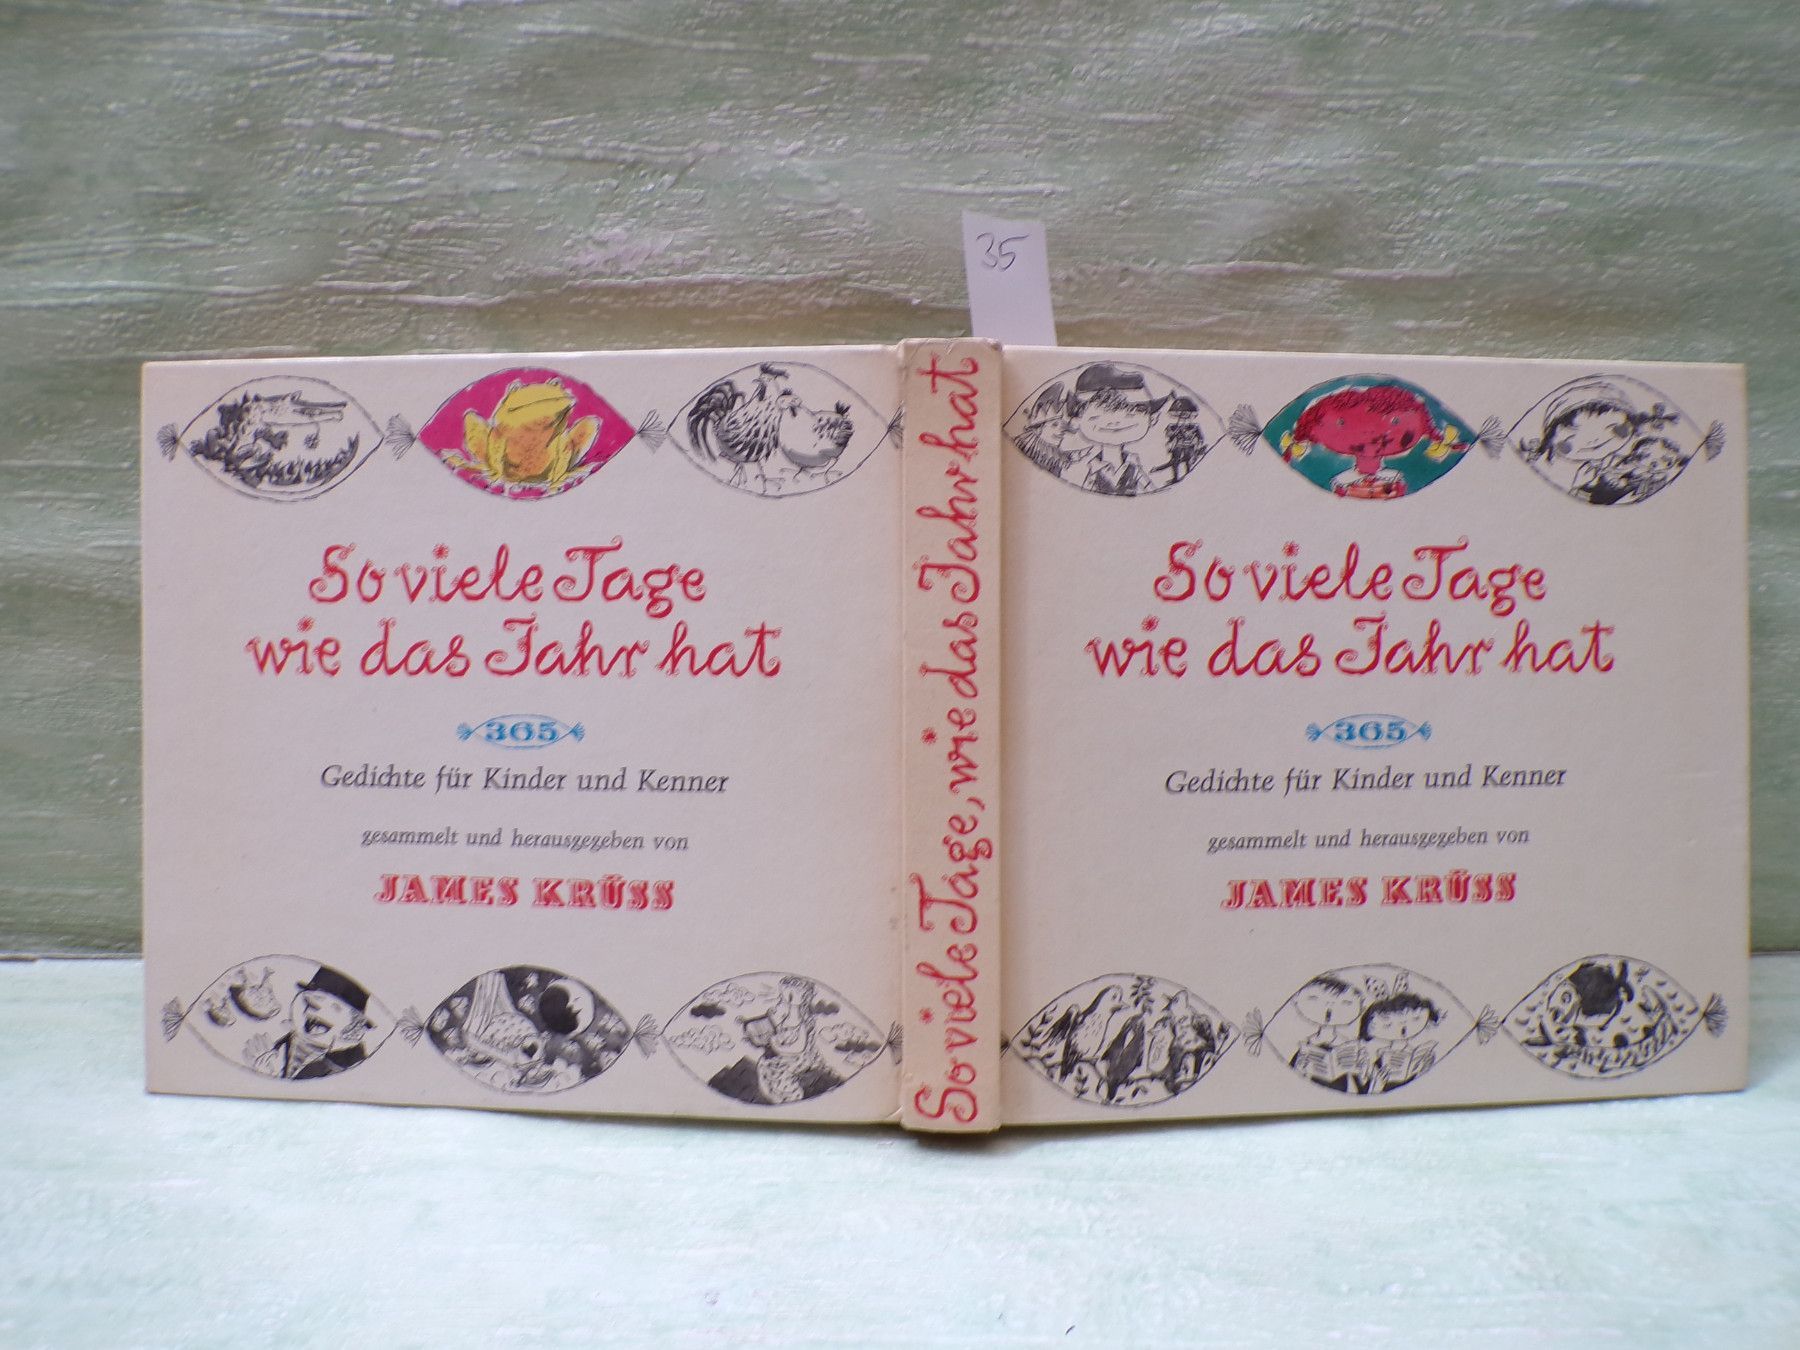 35
So viele Tage
wie das Jahr hat
365
Gedichte für Kinder und Kenner
gesammelt und herausgegeben von
JAMES KRÜSS
So viele Tage, wie das Jahr hat
So viele Tage
wie das Jahr hat
365
Gedichte für Kinder und Kenner
gesammelt und herausgegeben von
JAMES KRÜSS